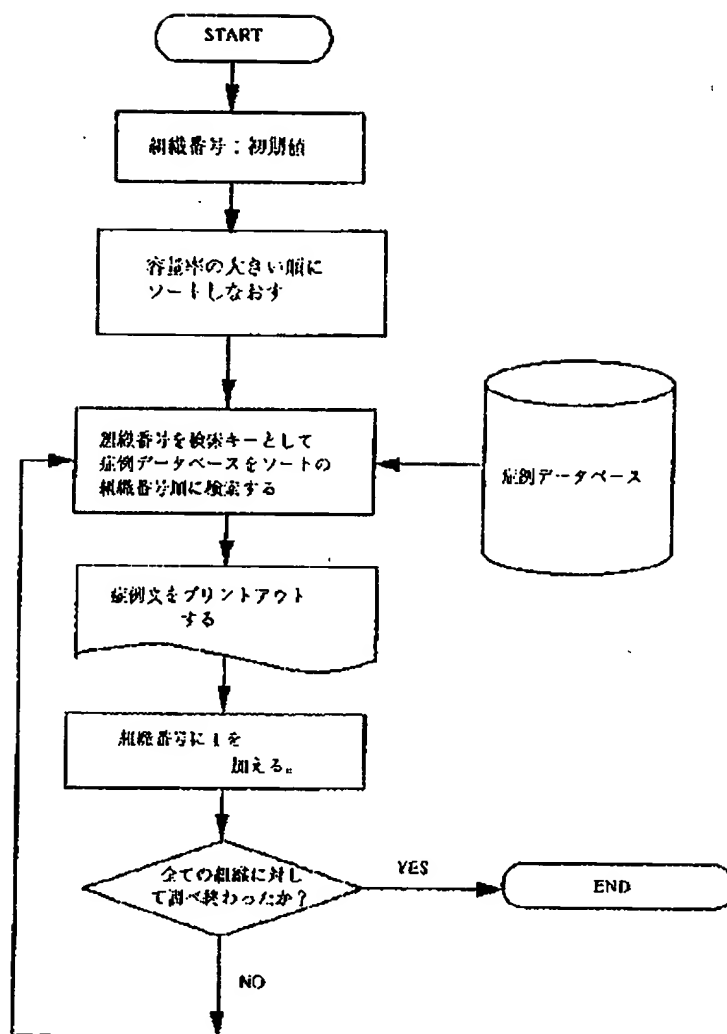 START
組織番号：初期値
容量率の大きい順に
ソートしなおす
組織番号を検索キーとして
症例データベースをソートの
組織番号順に検索する
症例データベース
症例文をプリントアウト
する
組織番号に1を
加える。
全ての組織に対し
て調べ終わったか？
YES
END
NO